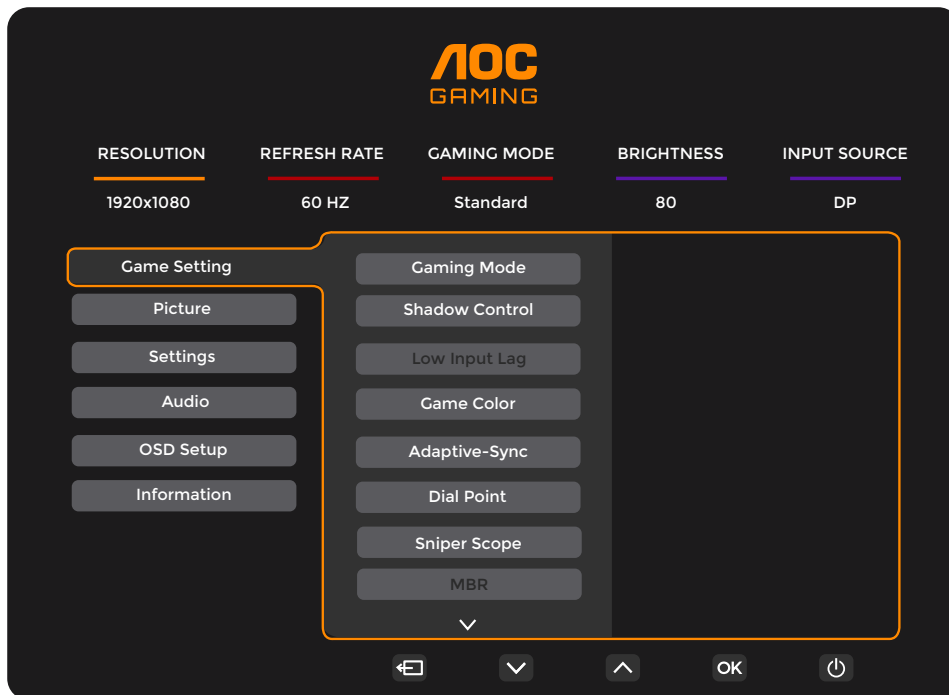 AOC
GAMING
RESOLUTION REFRESH RATE GAMING MODE BRIGHTNESS INPUT SOURCE
1920x1080 60 HZ Standard 80 DP
Game Setting
Picture
Settings
Audio
OSD Setup
Information
Gaming Mode
Shadow Control
Low Input Lag
Game Color
Adaptive-Sync
Dial Point
Sniper Scope
MBR
OK